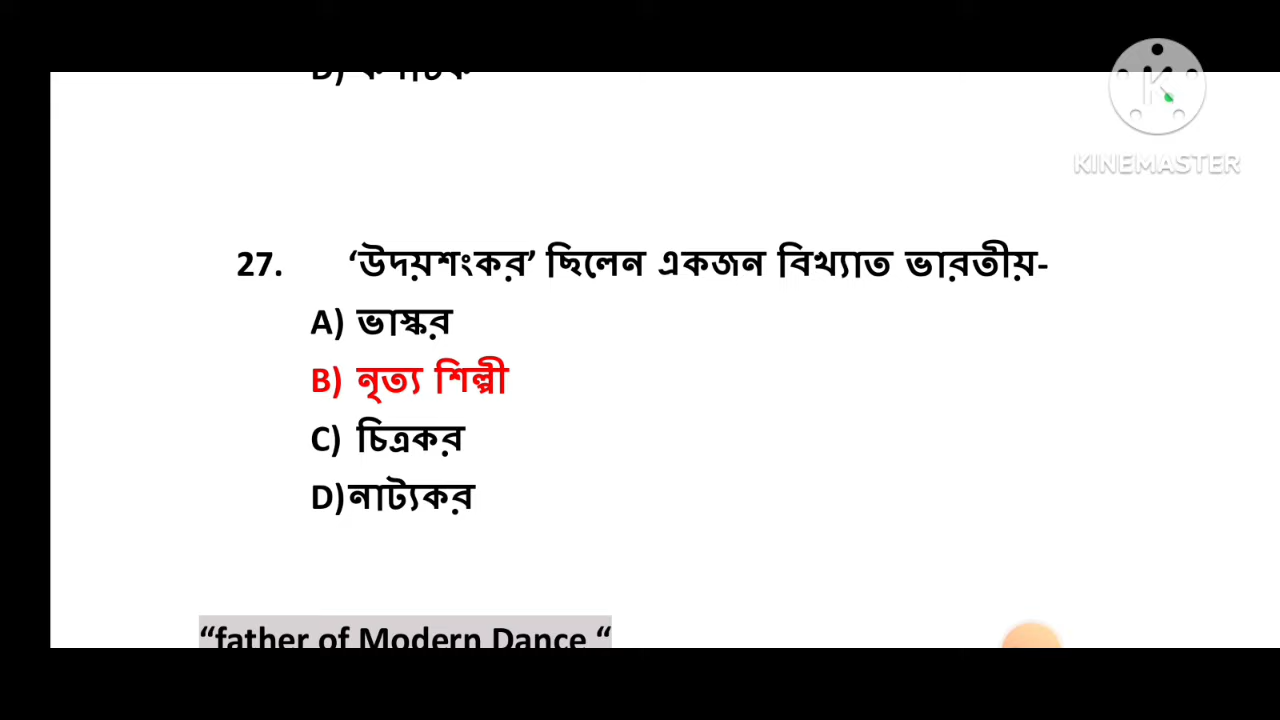 KINEMASTER
27. ‘উদয়শংকর’ ছিলেন একজন বিখ্যাত ভারতীয়-
A) ভাস্কর
B) নৃত্য শিল্পী
C) চিত্রকর
D)নাট্যকর
“father of Modern Dance “